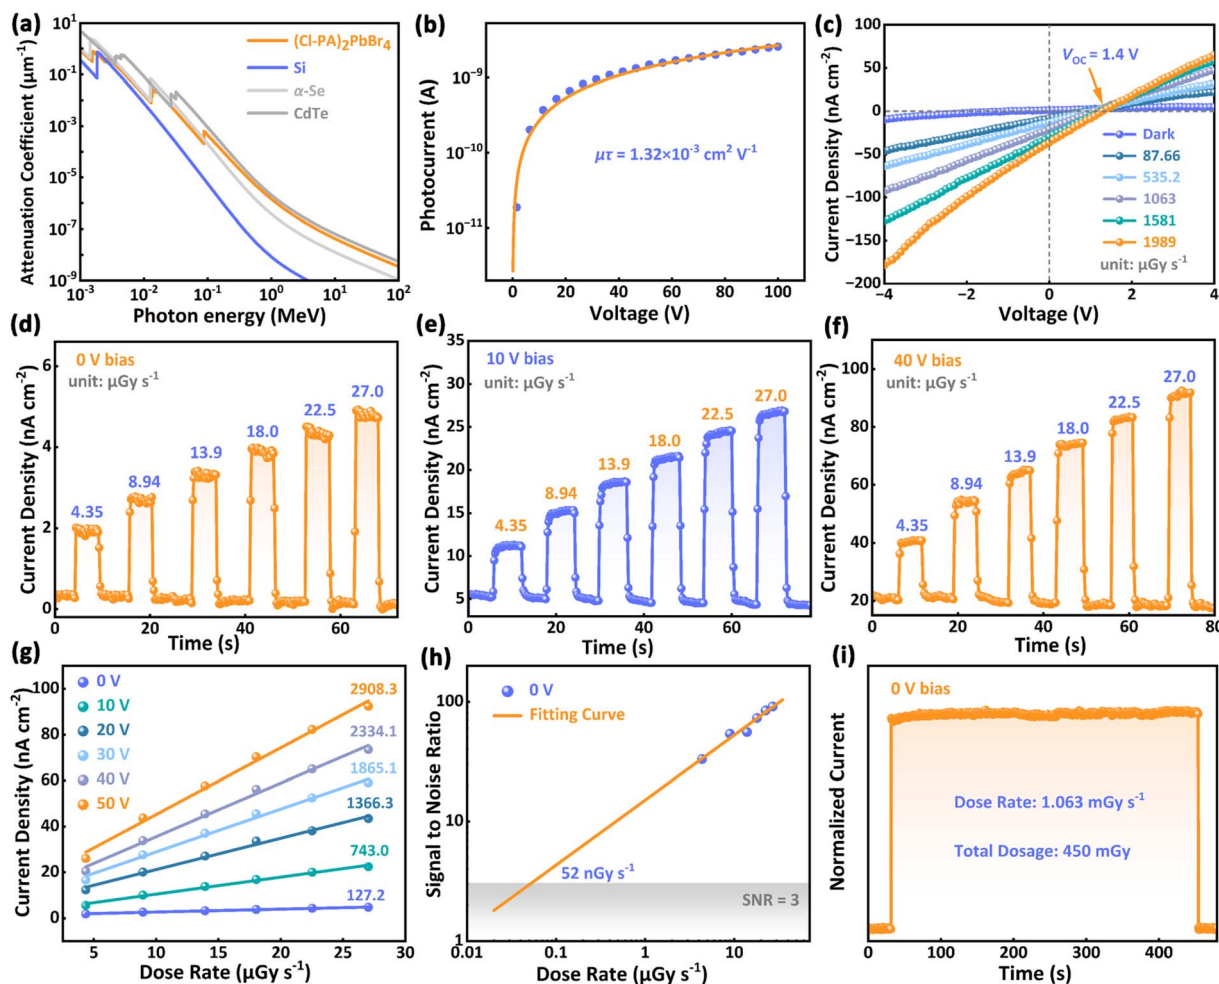 (a)
10¹
10⁻¹
10⁻³
10⁻⁵
10⁻⁷
10⁻⁹
Attenuation Coefficient (μm⁻¹)
(Cl-PA)₂PbBr₄
Si
α-Se
CdTe
10⁻³ 10⁻² 10⁻¹ 10⁰ 10¹ 10²
Photon energy (MeV)
(b)
10⁻⁹
10⁻¹⁰
10⁻¹¹
Photocurrent (A)
μτ = 1.32×10⁻³ cm² V⁻¹
0 20 40 60 80 100
Voltage (V)
(c)
100
50
0
−50
−100
−150
−200
Current Density (nA cm⁻²)
V_OC = 1.4 V
Dark
87.66
535.2
1063
1581
1989
unit: μGy s⁻¹
−4 −2 0 2 4
Voltage (V)
(d)
6
4
2
0
Current Density (nA cm⁻²)
0 V bias
unit: μGy s⁻¹
4.35
8.94
13.9
18.0
22.5
27.0
0 20 40 60
Time (s)
(e)
35
30
25
20
15
10
5
Current Density (nA cm⁻²)
10 V bias
unit: μGy s⁻¹
4.35
8.94
13.9
18.0
22.5
27.0
0 20 40 60
Time (s)
(f)
100
80
60
40
20
Current Density (nA cm⁻²)
40 V bias
unit: μGy s⁻¹
4.35
8.94
13.9
18.0
22.5
27.0
0 20 40 60 80
Time (s)
(g)
100
80
60
40
20
0
Current Density (nA cm⁻²)
0 V
10 V
20 V
30 V
40 V
50 V
2908.3
2334.1
1865.1
1366.3
743.0
127.2
5 10 15 20 25 30
Dose Rate (μGy s⁻¹)
(h)
100
10
1
Signal to Noise Ratio
0 V
Fitting Curve
52 nGy s⁻¹
SNR = 3
0.01 0.1 1 10
Dose Rate (μGy s⁻¹)
(i)
Normalized Current
0 V bias
Dose Rate: 1.063 mGy s⁻¹
Total Dosage: 450 mGy
0 100 200 300 400
Time (s)